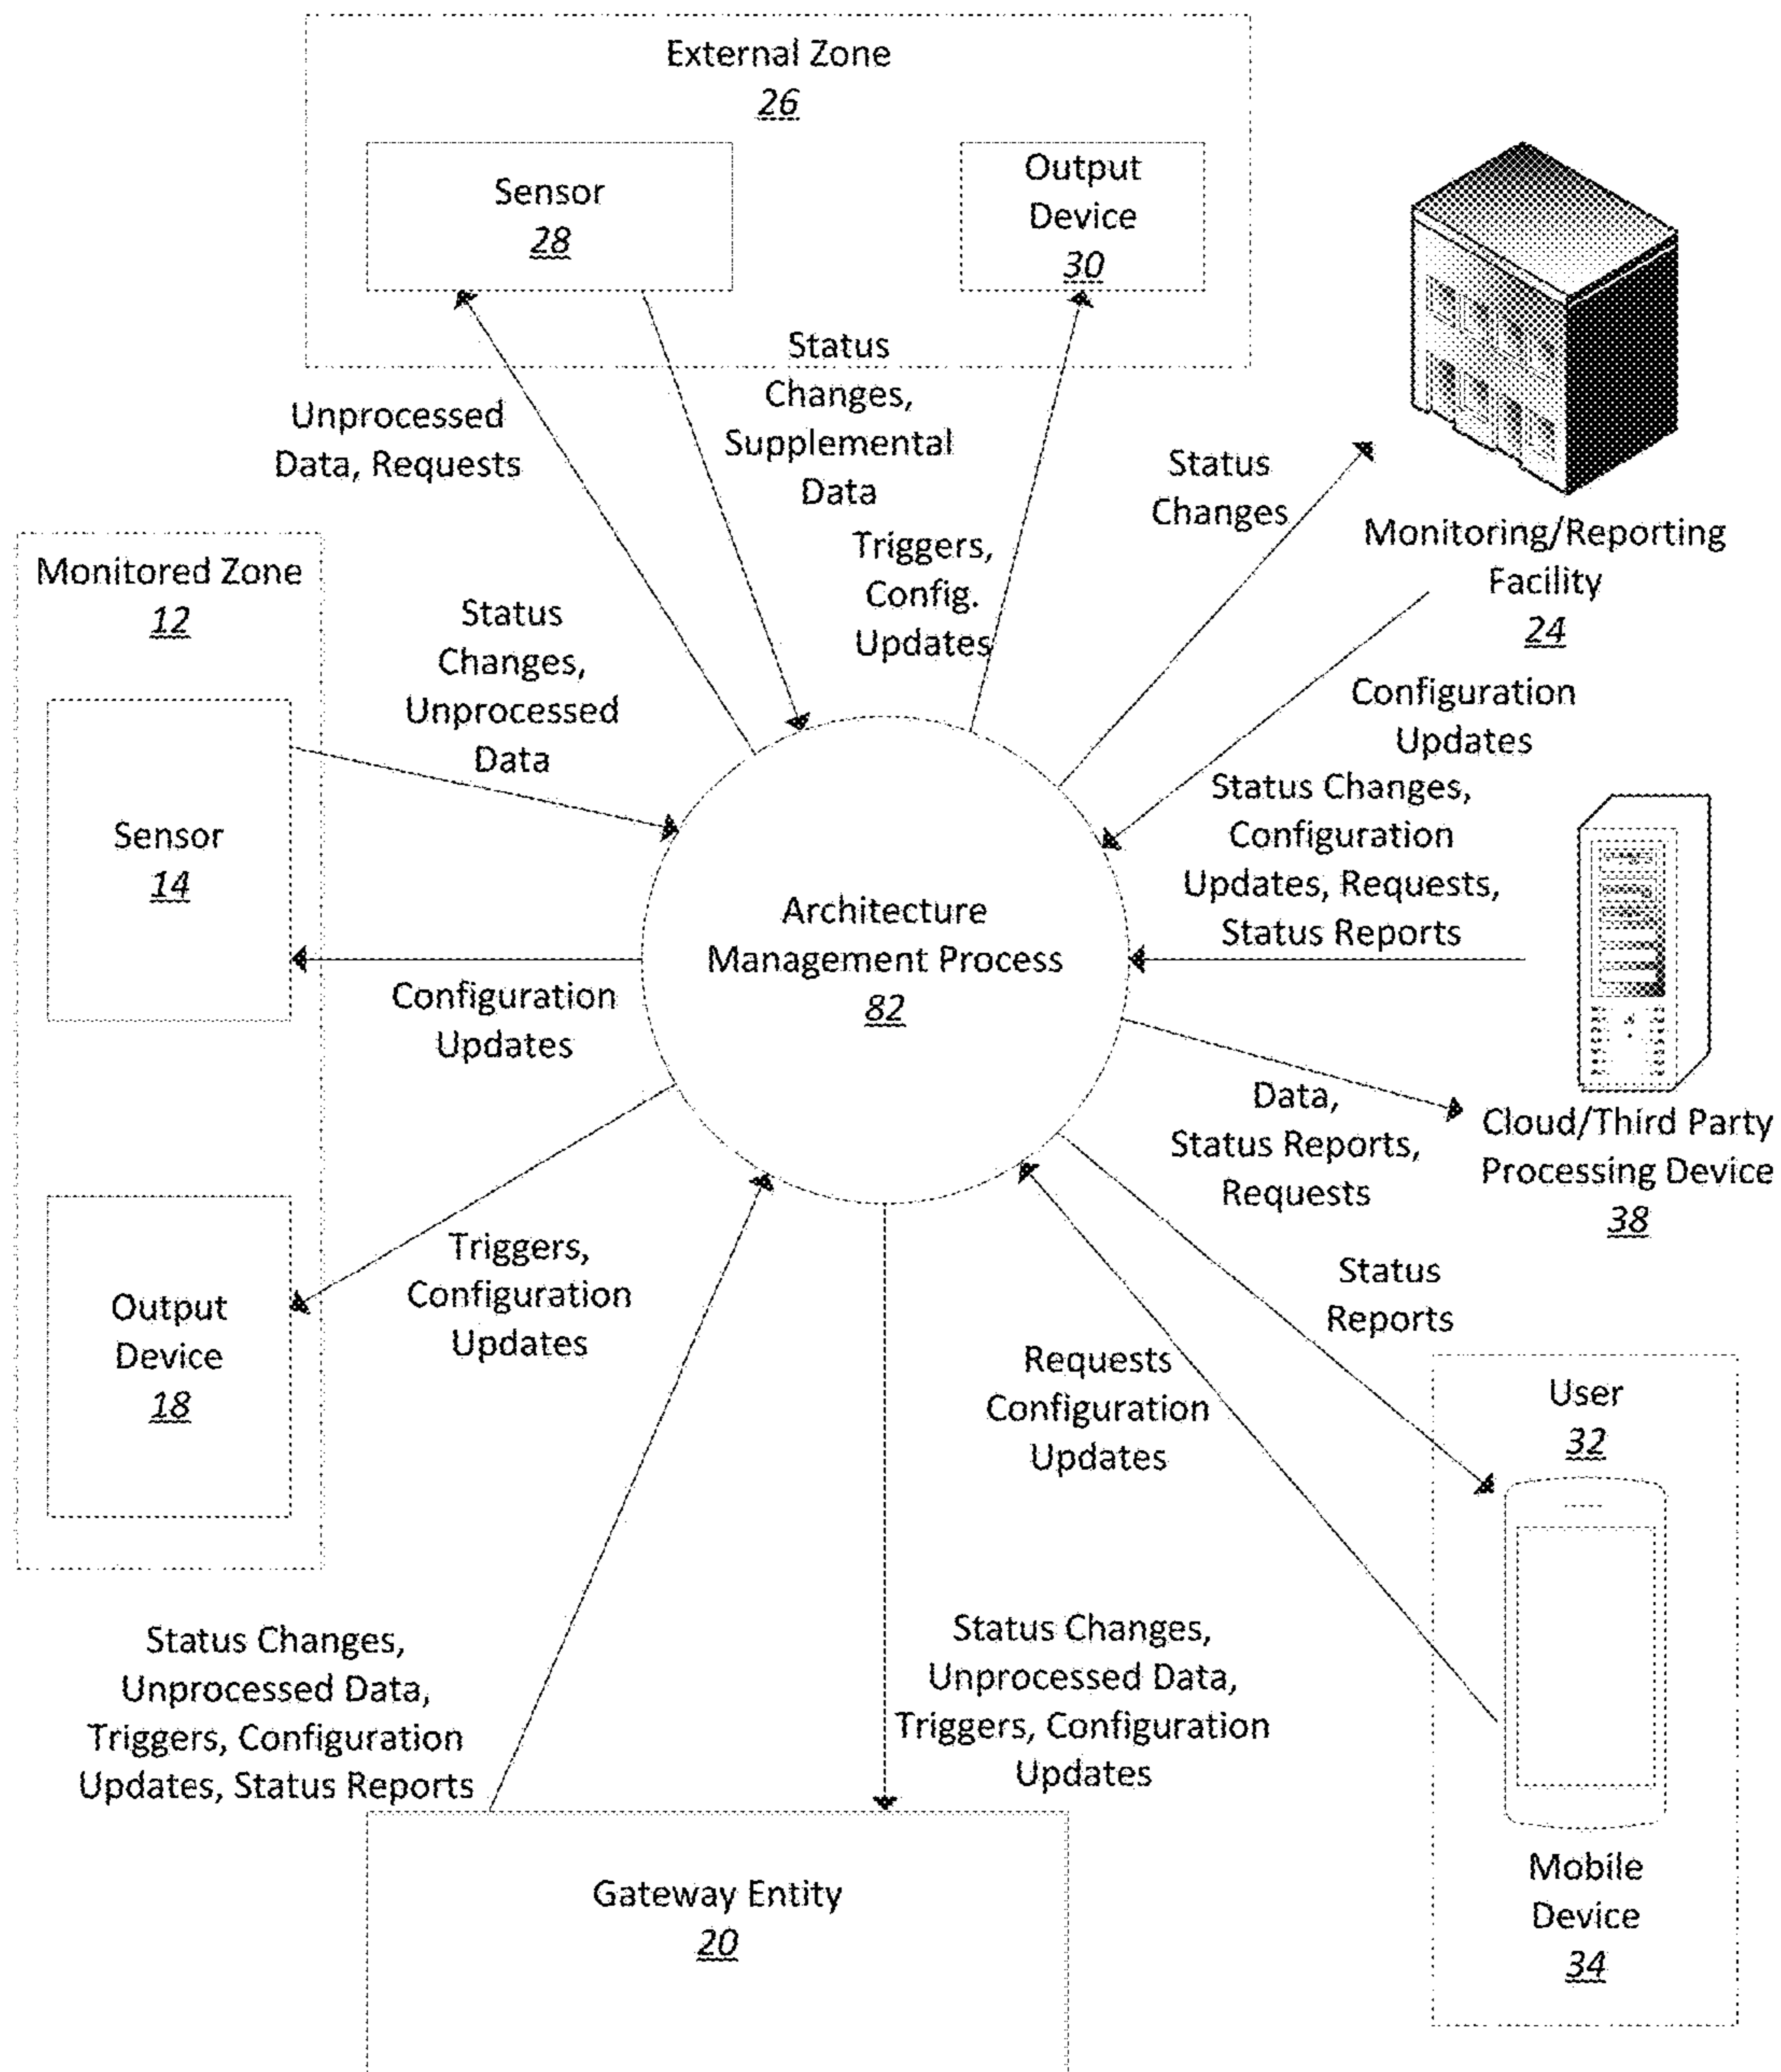 External Zone
26
Sensor
28
Output
Device
30
Unprocessed
Data, Requests
Status
Changes,
Supplemental
Data
Triggers,
Config.
Updates
Status
Changes
Monitoring/Reporting
Facility
24
Configuration
Updates
Monitored Zone
12
Status
Changes,
Unprocessed
Data
Sensor
14
Configuration
Updates
Architecture
Management Process
82
Status Changes,
Configuration
Updates, Requests,
Status Reports
Data,
Status Reports,
Requests
Cloud/Third Party
Processing Device
38
Output
Device
18
Triggers,
Configuration
Updates
Status
Reports
Requests
Configuration
Updates
User
32
Mobile
Device
34
Status Changes,
Unprocessed Data,
Triggers, Configuration
Updates, Status Reports
Status Changes,
Unprocessed Data,
Triggers, Configuration
Updates
Gateway Entity
20